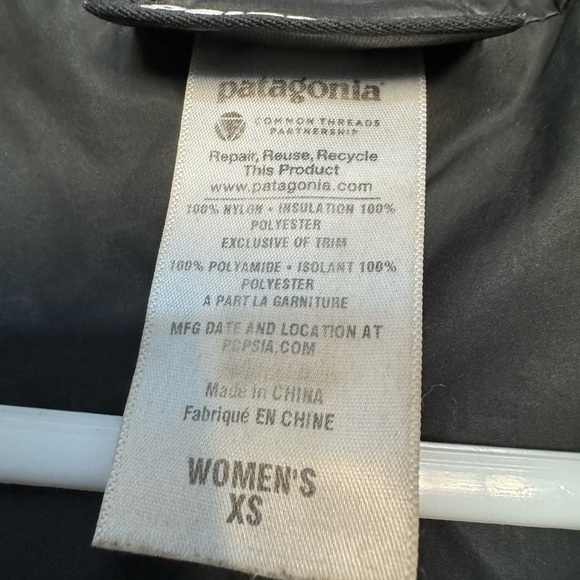 patagonia
COMMON THREADS
PARTNERSHIP
Repair, Reuse, Recycle
This Product
www.patagonia.com
100% NYLON • INSULATION 100%
POLYESTER
EXCLUSIVE OF TRIM
100% POLYAMIDE • ISOLANT 100%
POLYESTER
A PART LA GARNITURE
MFG DATE AND LOCATION AT
PCPSIA.COM
Made in CHINA
Fabriqué EN CHINE
WOMEN'S
XS